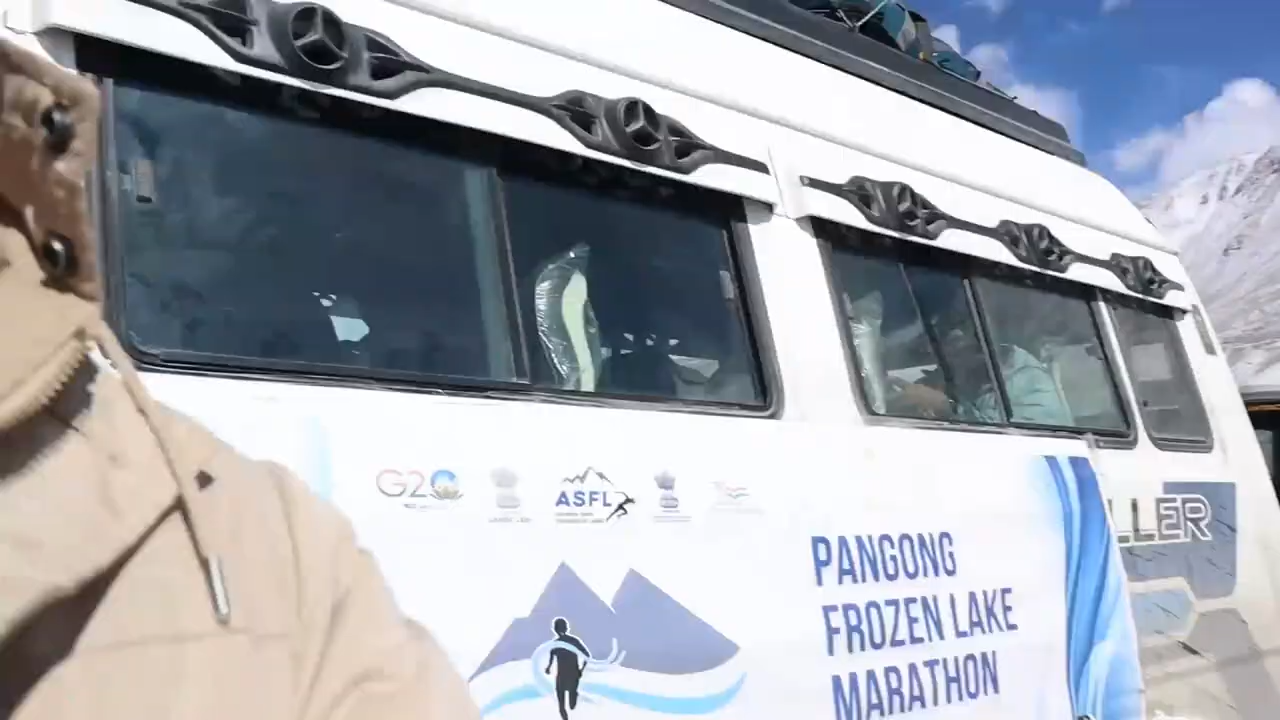 G20
ASFL
PANGONG
FROZEN LAKE
MARATHON
LLER